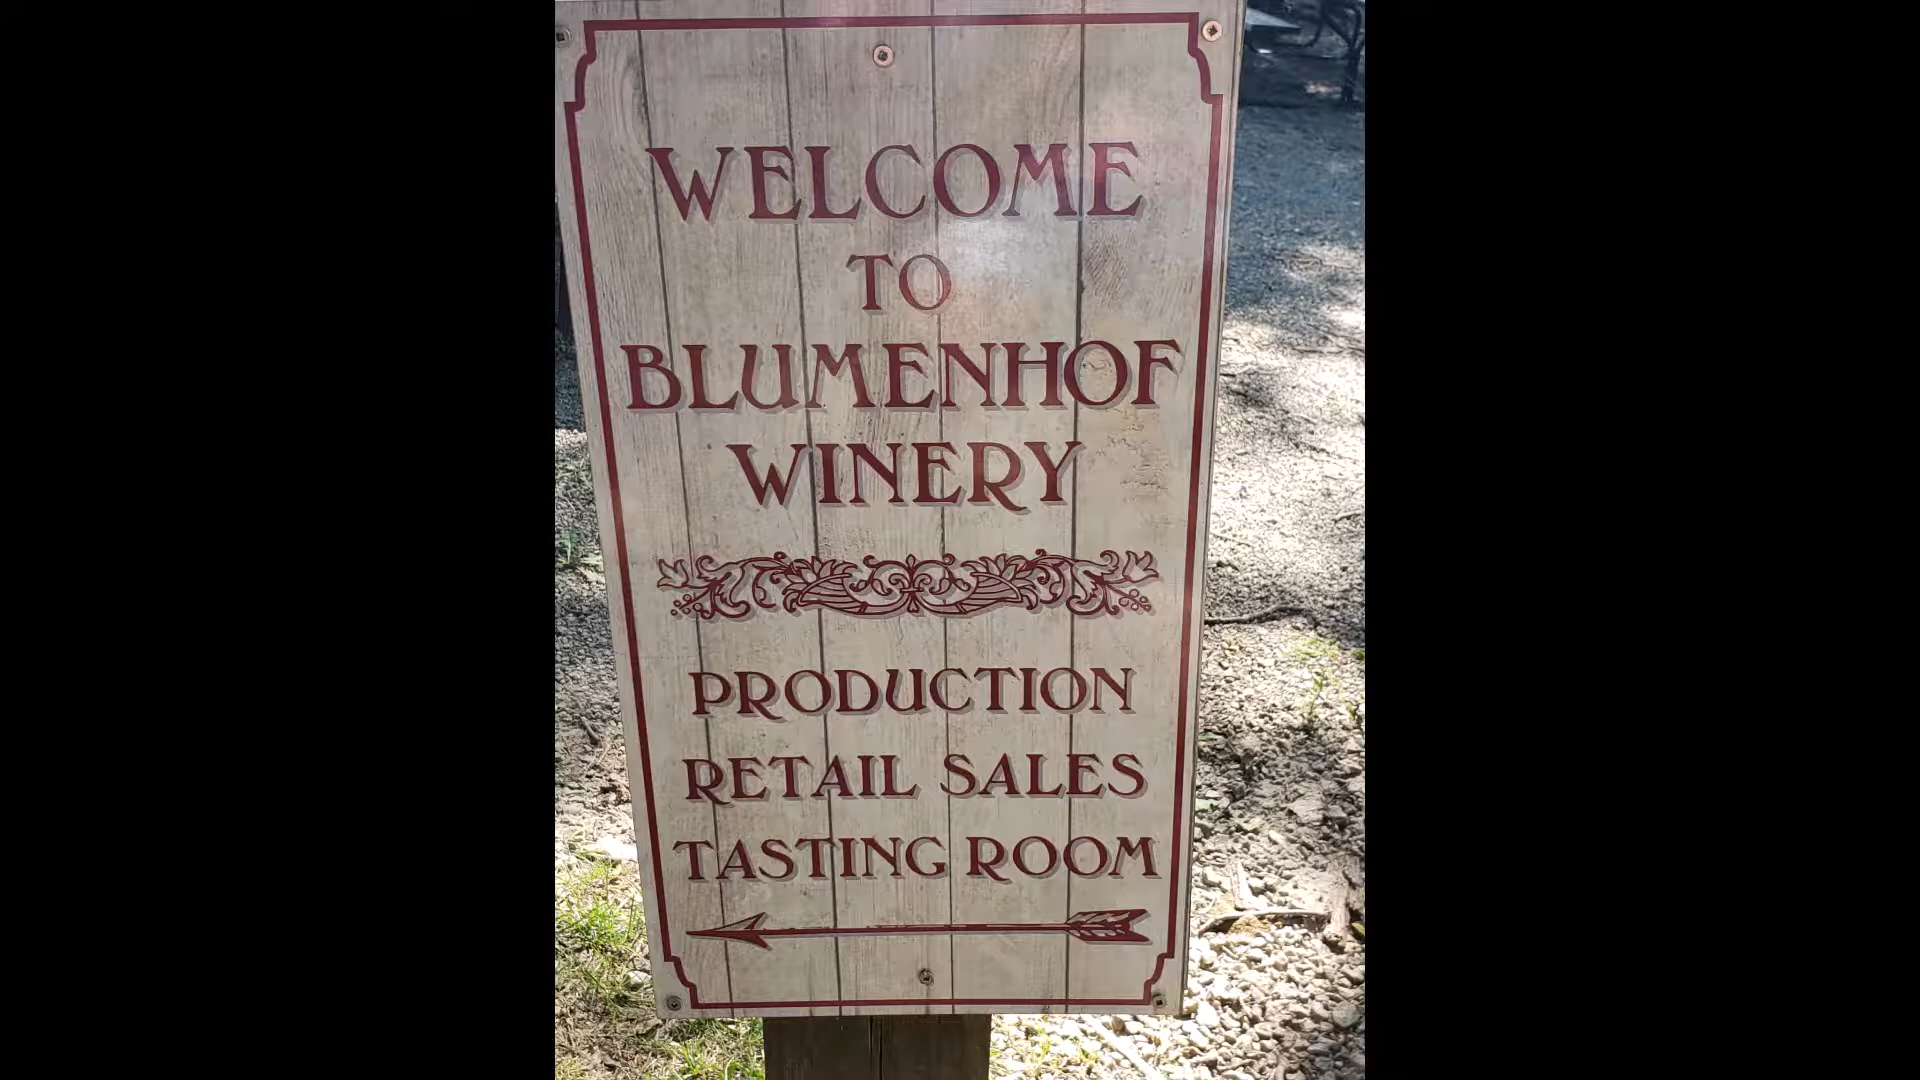 WELCOME
TO
BLUMENHOF
WINERY
PRODUCTION
RETAIL SALES
TASTING ROOM